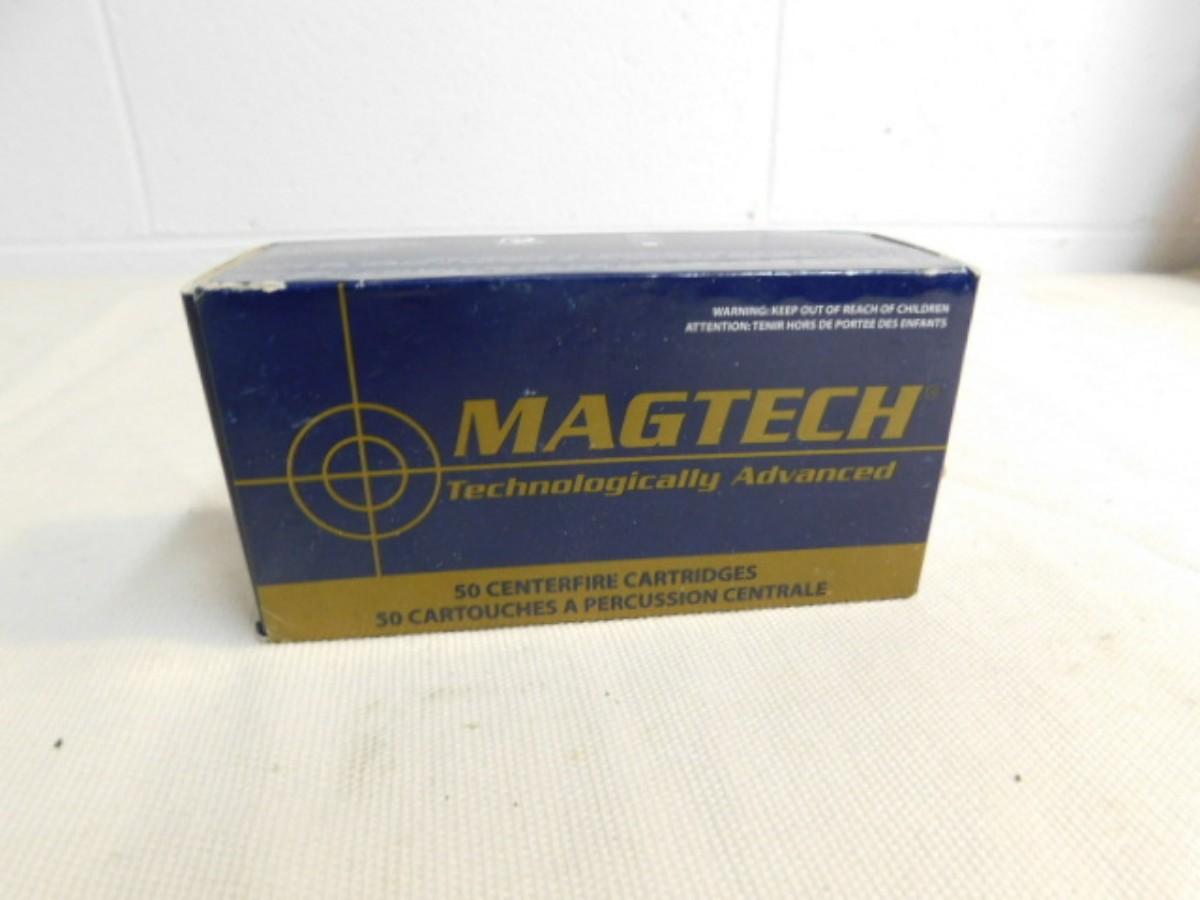 WARNING: KEEP OUT OF REACH OF CHILDREN
ATTENTION: TENIR HORS DE PORTEE DES ENFANTS
MAGTECH®
Technologically Advanced
50 CENTERFIRE CARTRIDGES
50 CARTOUCHES A PERCUSSION CENTRALE